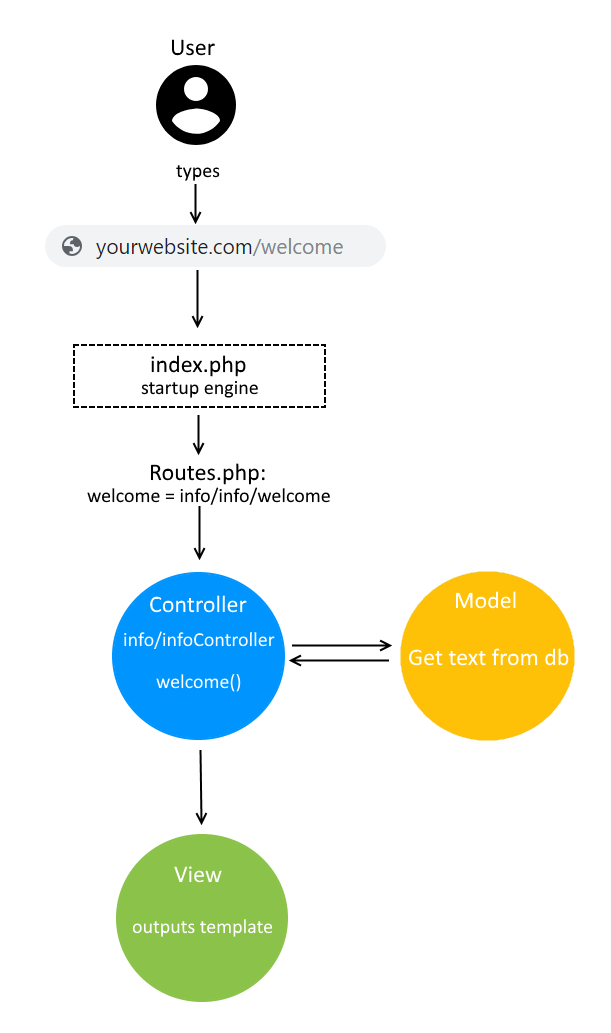 User
types
yourwebsite.com/welcome
index.php
startup engine
Routes.php:
welcome = info/info/welcome
Controller
info/infoController
welcome()
Model
Get text from db
View
outputs template